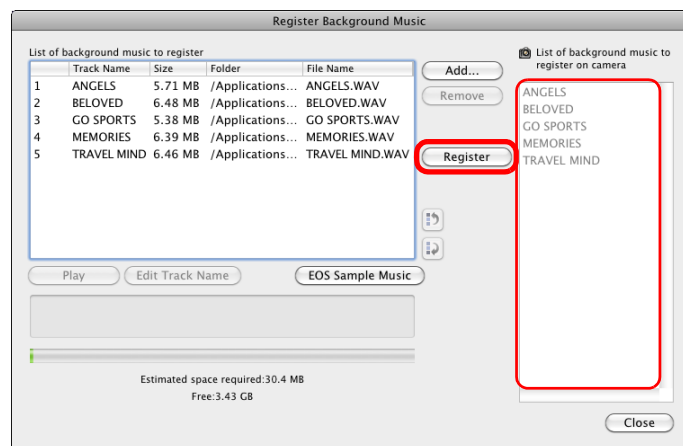 Register Background Music
List of background music to register
Track Name Size Folder File Name
1 ANGELS 5.71 MB /Applications... ANGELS.WAV
2 BELOVED 6.48 MB /Applications... BELOVED.WAV
3 GO SPORTS 5.38 MB /Applications... GO SPORTS.WAV
4 MEMORIES 6.39 MB /Applications... MEMORIES.WAV
5 TRAVEL MIND 6.46 MB /Applications... TRAVEL MIND.WAV
Add...
Remove
Register
Play
Edit Track Name
EOS Sample Music
Estimated space required:30.4 MB
Free:3.43 GB
List of background music to
register on camera
ANGELS
BELOVED
GO SPORTS
MEMORIES
TRAVEL MIND
Close